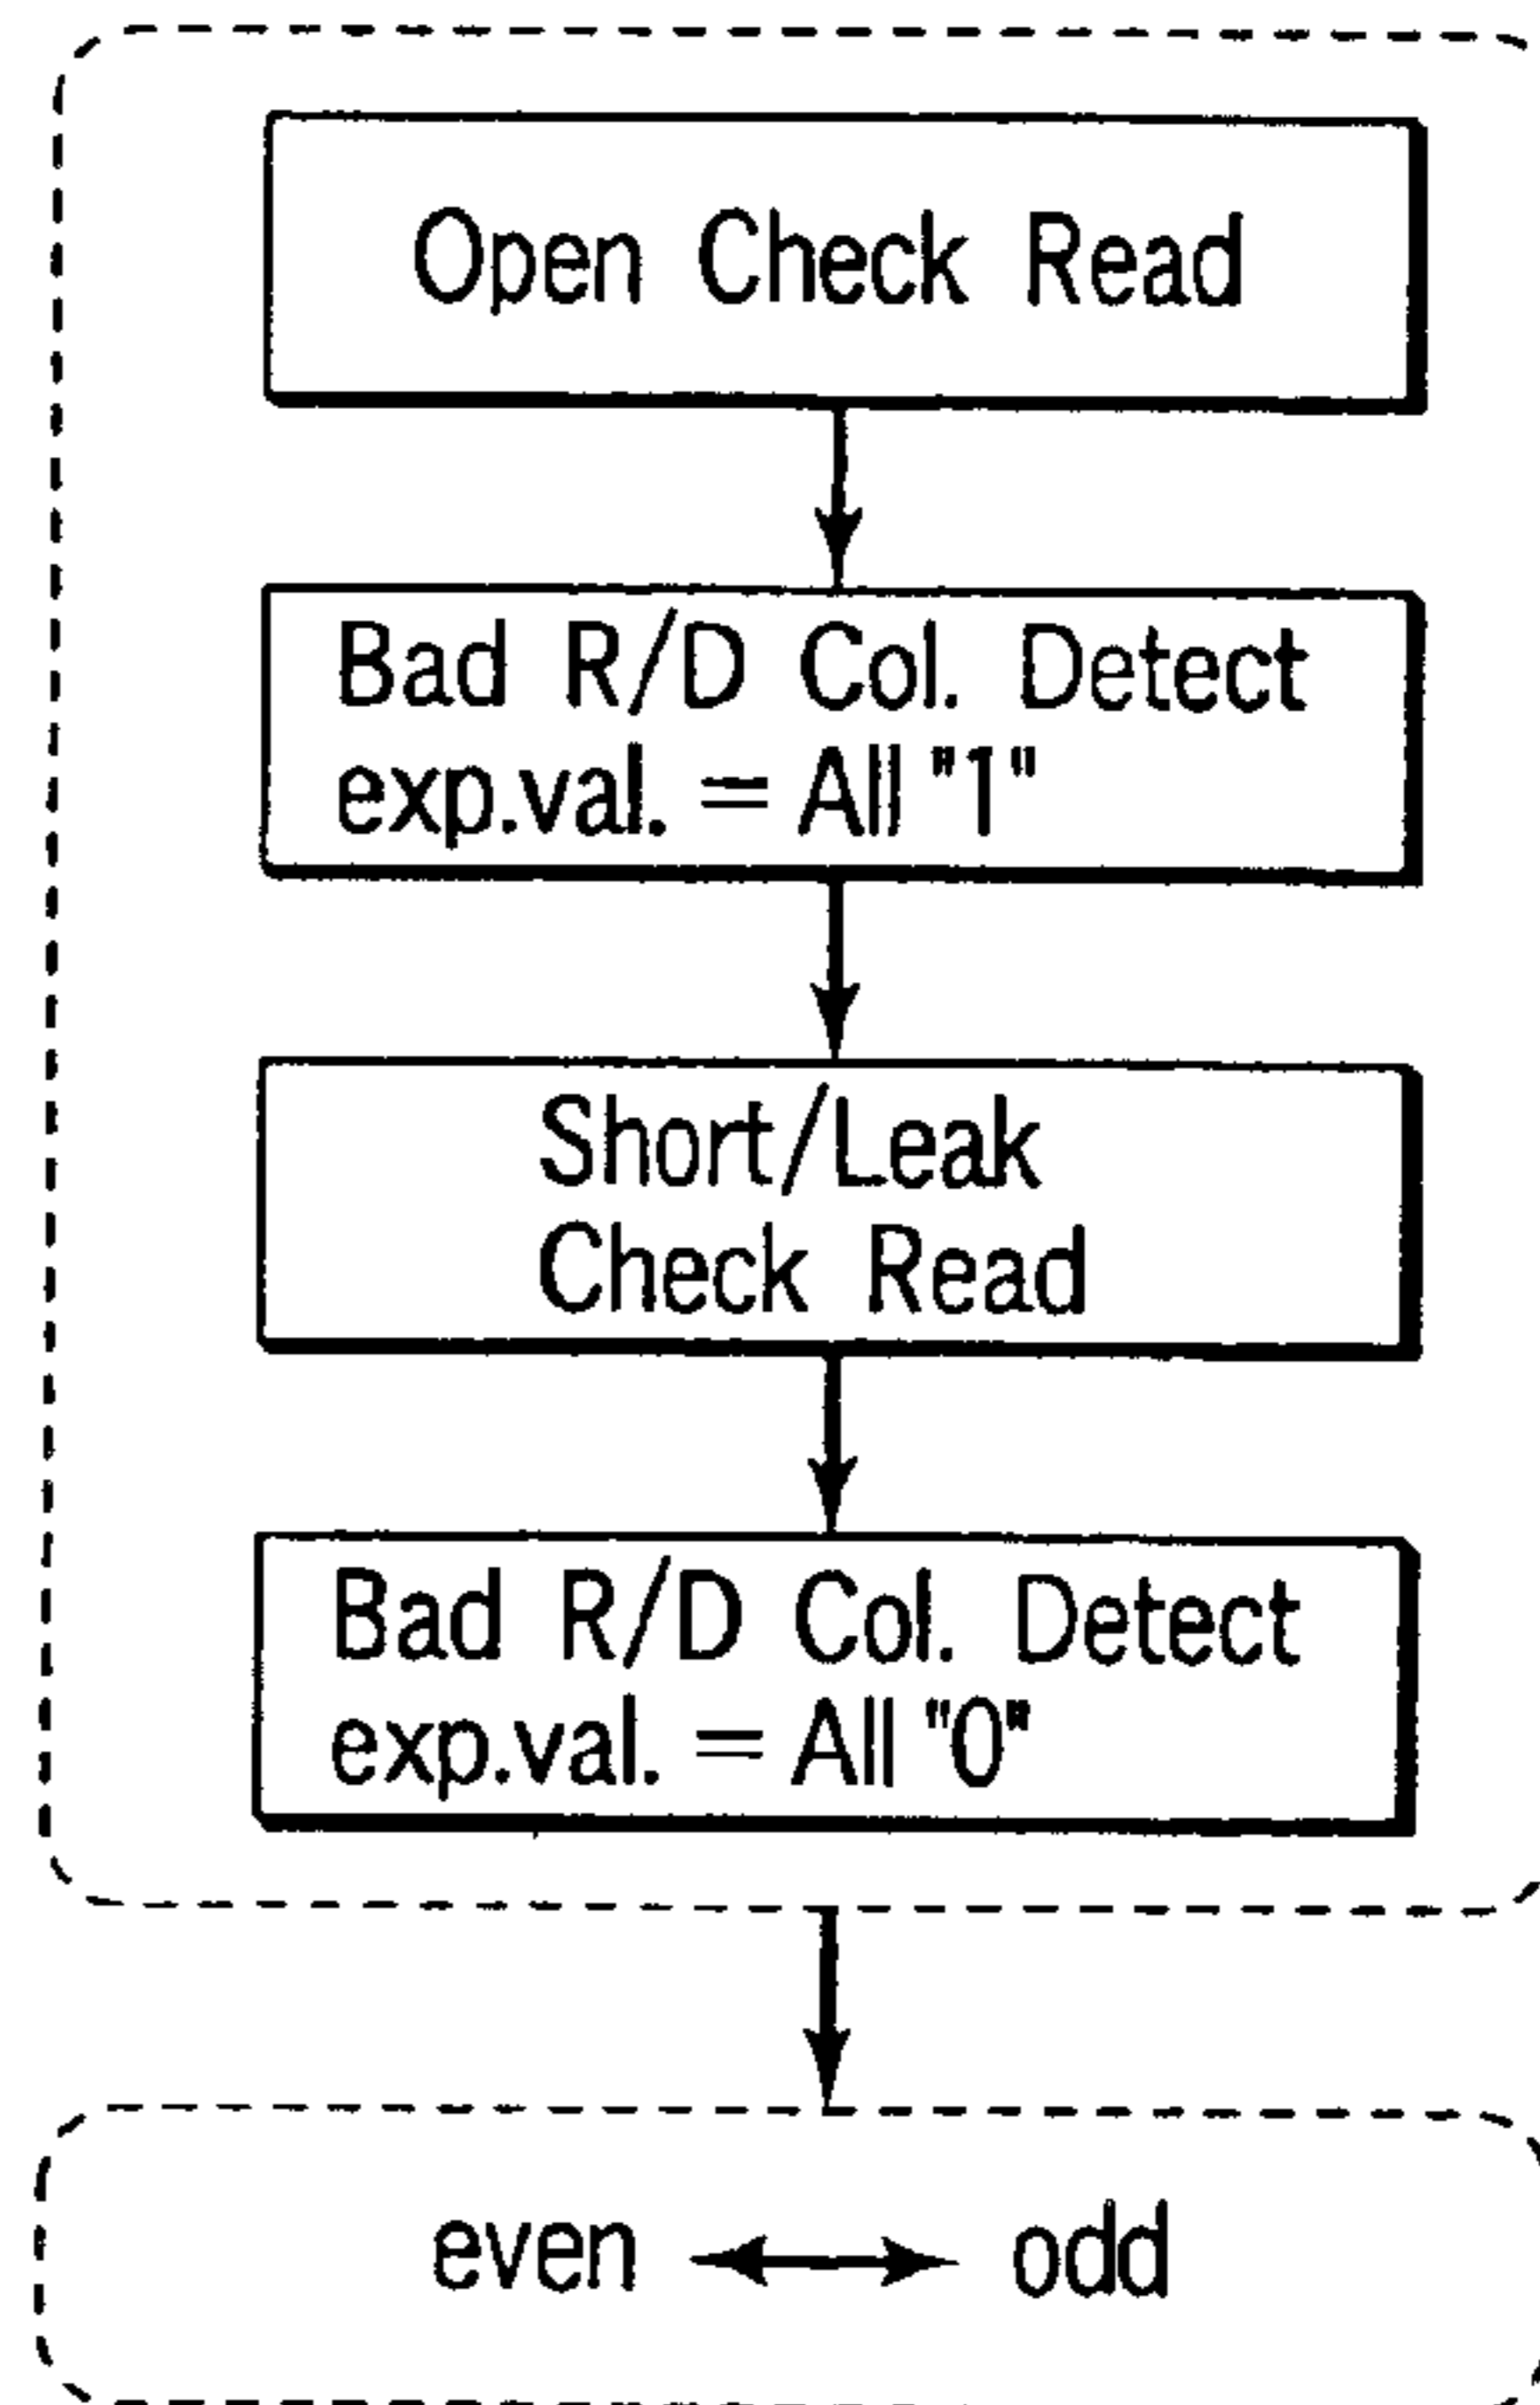 Open Check Read
Bad R/D Col. Detect
exp.val. = All "1"
Short/Leak
Check Read
Bad R/D Col. Detect
exp.val. = All "0"
even ↔ odd